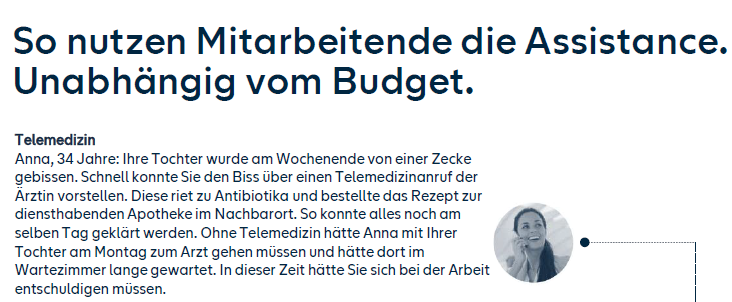 So nutzen Mitarbeitende die Assistance.
Unabhängig vom Budget.
Telemedizin
Anna, 34 Jahre: Ihre Tochter wurde am Wochenende von einer Zecke
gebissen. Schnell konnte Sie den Biss über einen Telemedizinanruf der
Ärztin vorstellen. Diese riet zu Antibiotika und bestellte das Rezept zur
diensthabenden Apotheke im Nachbarort. So konnte alles noch am
selben Tag geklärt werden. Ohne Telemedizin hätte Anna mit Ihrer
Tochter am Montag zum Arzt gehen müssen und hätte dort im
Wartezimmer lange gewartet. In dieser Zeit hätte Sie sich bei der Arbeit
entschuldigen müssen.